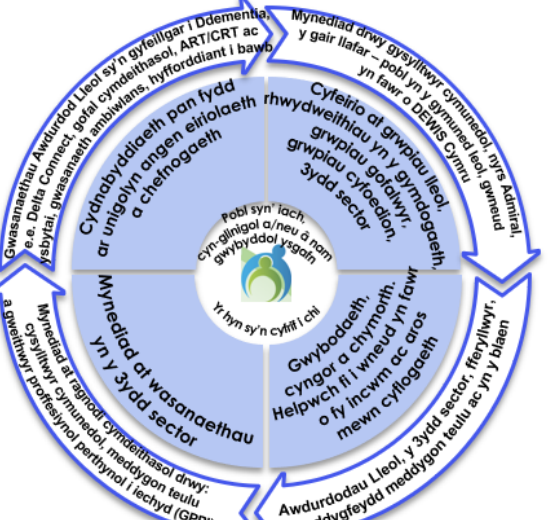 Gwasanaethau Awdurdod Lleol sy'n gyfeillgar i Ddementia,
e.e. Delta Connect, gofal cymdeithasol, ART/CRT ac
ysbytai, gwasanaeth ambiwlans, hyfforddiant i bawb
Mynediad drwy gysylltwyr cymunedol, nyrs Admiral,
y gair llafar – pobl yn y gymuned leol, gwneud
yn fawr o DEWIS Cymru
Cydnabyddiaeth pan fydd
ar unigolyn angen eiriolaeth
a chefnogaeth
Cyfeirio at grwpiau lleol,
rhwydweithiau yn y gymdogaeth,
grwpiau gofalwyr,
grwpiau cyfoedion,
3ydd sector
Pobl syn' iach,
cyn-glinigol a/neu â nam
gwybyddol ysgafn
Yr hyn sy'n cyfrif i chi
Mynediad at wasanaethau
yn y 3ydd sector
Gwybodaeth,
cyngor a chymorth,
Helpwch fi i wneud yn fawr
o fy incwm ac aros
mewn cyflogaeth
Mynediad at ragnodi cymdeithasol drwy:
cysylltwyr cymunedol, meddygon teulu
a gweithwyr proffesiynol perthynol i iechyd
Awdurdodau Lleol, y 3ydd sector, fferyllwyr,
meddygon teulu ac yn y blaen